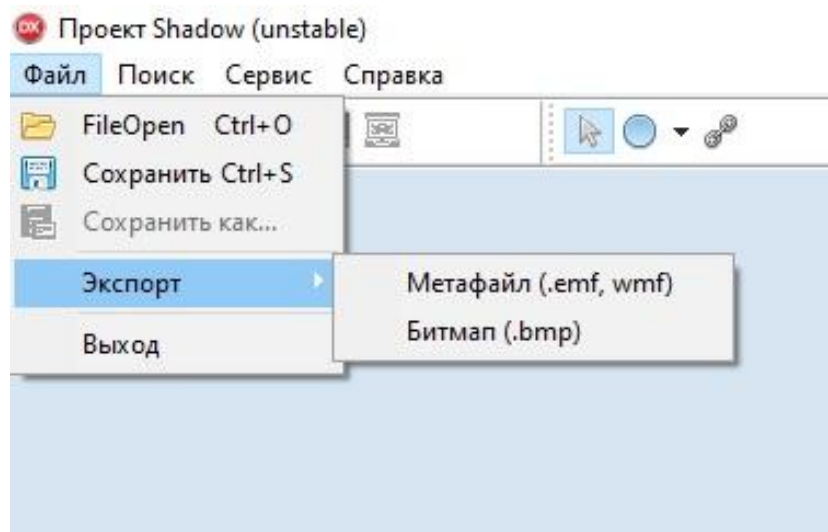 Проект Shadow (unstable)
Файл Поиск Сервис Справка
FileOpen Ctrl+O
Сохранить Ctrl+S
Сохранить как...
Экспорт
Метафайл (.emf, wmf)
Битмап (.bmp)
Выход